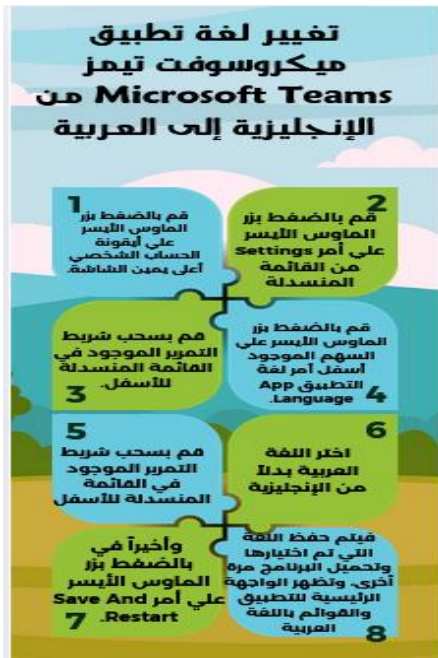 تغيير لغة تطبيق
ميكروسوفت تيمز
Microsoft Teams من
الإنجليزية إلى العربية
1
قم بالضغط بزر
الماوس الأيسر
علي أيقونة
الحساب الشخصي
أعلى يمين الشاشة.
2
قم بالضغط بزر
الماوس الأيسر
علي أمر Settings
من القائمة
المنسدلة
قم بسحب شريط
التمرير الموجود في
القائمة المنسدلة
للأسفل.
3
قم بالضغط بزر
الماوس الأيسر علي
السهم الموجود
أسفل أمر لغة
التطبيق App
Language.
4
5
قم بسحب شريط
التمرير الموجود
في القائمة
المنسدلة للأسفل
6
اختر اللغة
العربية بدلاً
من الإنجليزية
وأخيراً في
بالضغط بزر
الماوس الأيسر
علي أمر Save And
Restart.
7
فيتم حفظ اللغة
التي تم اختيارها
وتحميل البرنامج مرة
أخرى، وتظهر الواجهة
الرئيسية للتطبيق
والقوائم باللغة
العربية
8